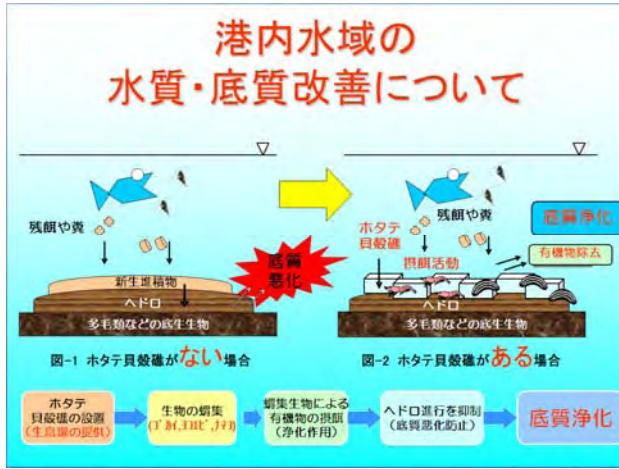 港内水域の
水質・底質改善について
残餌や糞
新生堆積物
ヘドロ
多毛類などの底生生物
底質
悪化
図-1 ホタテ貝殻礁がない場合
残餌や糞
ホタテ
貝殻礁
摂餌活動
底質浄化
有機物除去
ヘドロ
多毛類などの底生生物
図-2 ホタテ貝殻礁がある場合
ホタテ
貝殻礁の設置
(生息場の提供)
生物の蝟集
蝟集生物による
有機物の摂餌
(浄化作用)
ヘドロ進行を抑制
(底質悪化防止)
底質浄化